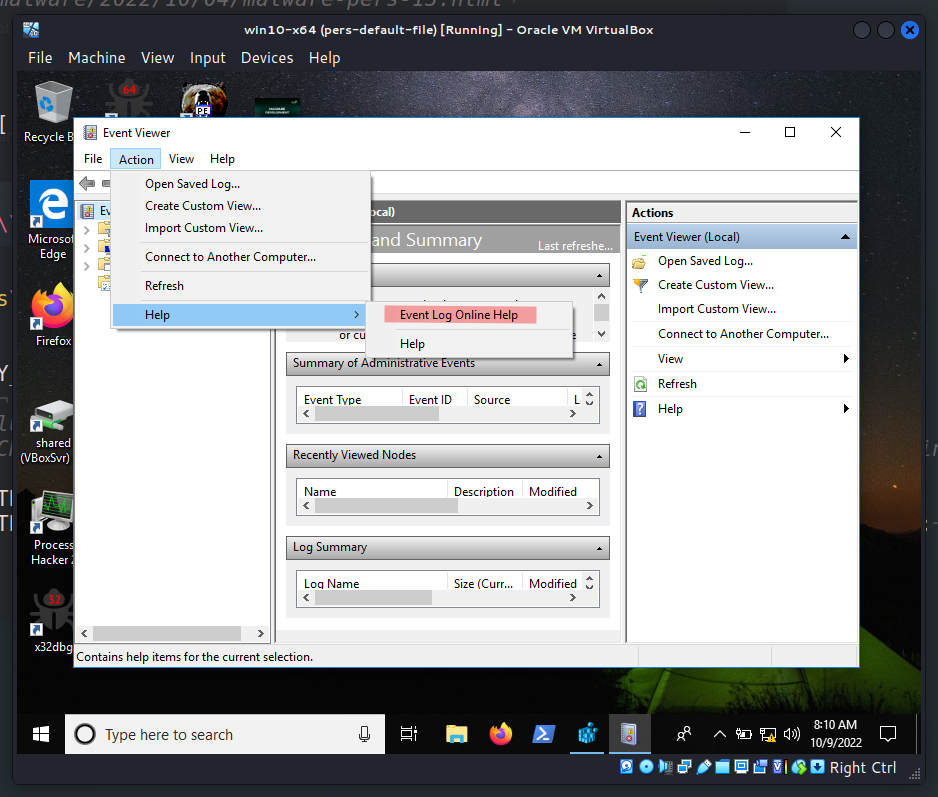 malware/2022/10/04/malware-pers-13.html
win10-x64 (pers-default-file) [Running] - Oracle VM VirtualBox
File Machine View Input Devices Help
64
PE
Recycle B
Event Viewer
File Action View Help
Open Saved Log...
Create Custom View...
Import Custom View...
Connect to Another Computer...
Refresh
Help
Event Log Online Help
Help
Ev
ocal)
and Summary
Last refreshe...
or cu
Summary of Administrative Events
Event Type Event ID Source L
Recently Viewed Nodes
Name Description Modified
Log Summary
Log Name Size (Curr... Modified
Actions
Event Viewer (Local)
Open Saved Log...
Create Custom View...
Import Custom View...
Connect to Another Computer...
View
Refresh
Help
Contains help items for the current selection.
Microsof
Edge
Firefox
shared
(VBoxSvr)
Process
Hacker 2
32
x32dbg
Type here to search
8:10 AM
10/9/2022
Right Ctrl